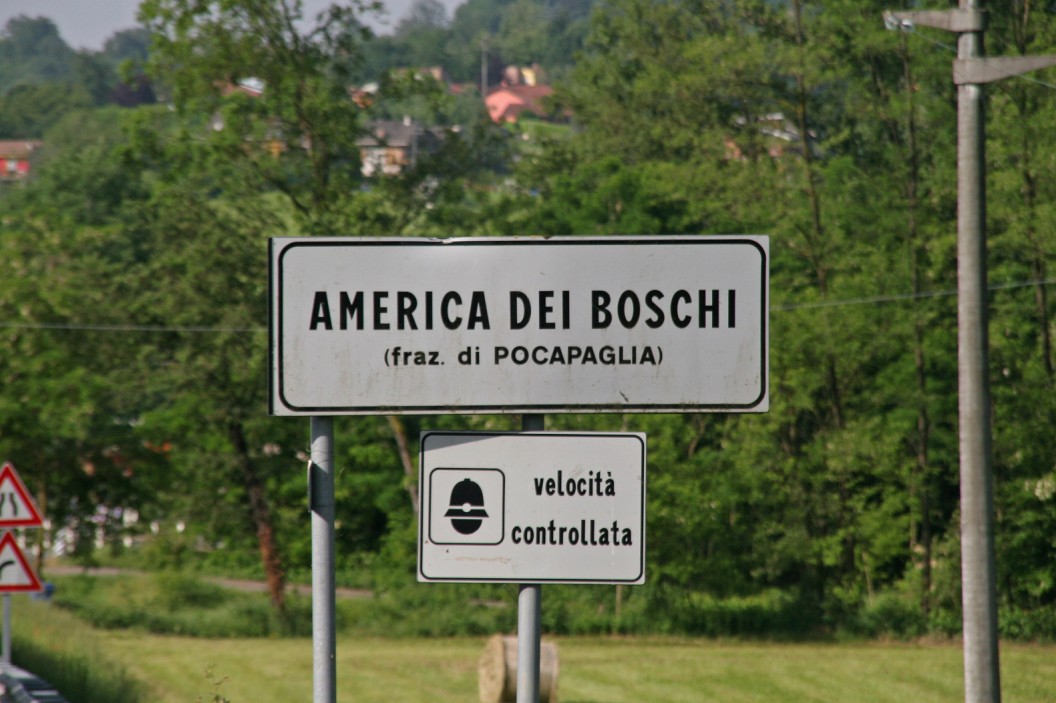 AMERICA DEI BOSCHI
(fraz. di POCAPAGLIA)
velocità
controllata